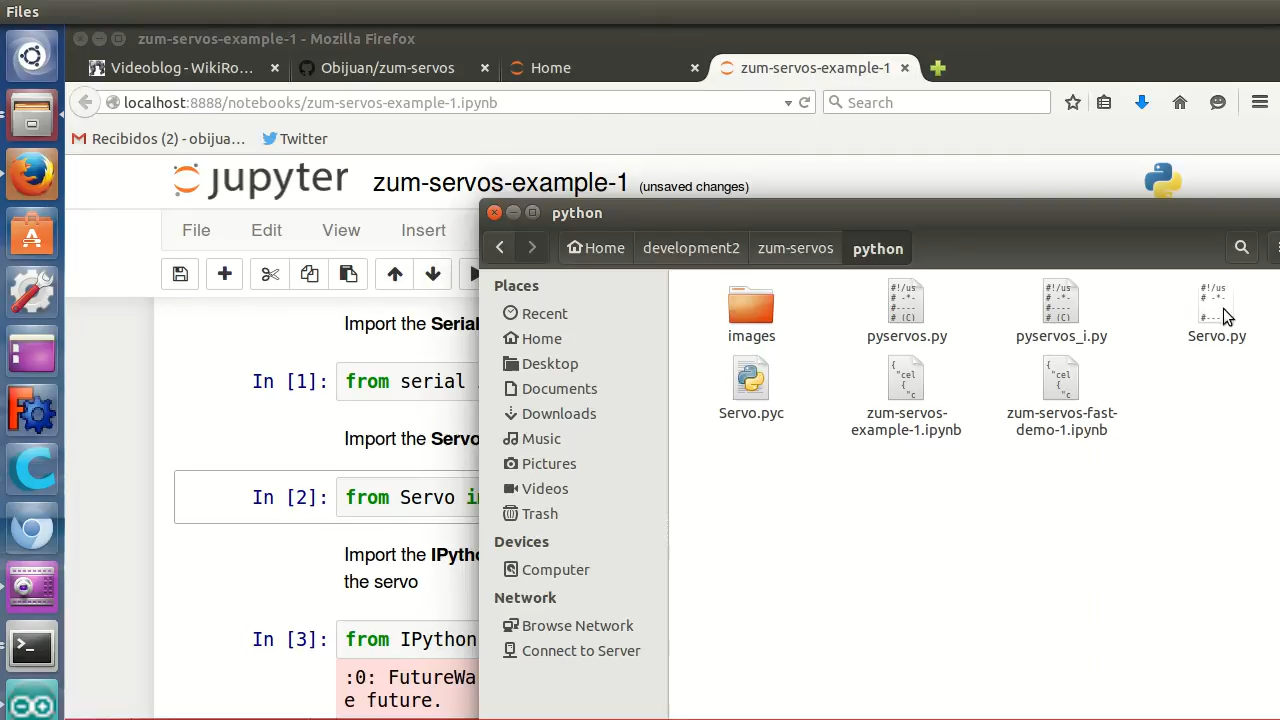 Files
zum-servos-example-1 - Mozilla Firefox
Videoblog - WikiRo...
Obijuan/zum-servos
Home
zum-servos-example-1
localhost:8888/notebooks/zum-servos-example-1.ipynb
Search
Recibidos (2) - obijua...
Twitter
jupyter zum-servos-example-1 (unsaved changes)
File Edit View Insert
Import the Serial
In [1]: from serial
Import the Servo
In [2]: from Servo
Import the
the servo
In [3]: from IPython
:0:
e future.
python
Home development2 zum-servos python
Places
Recent
Home
Desktop
Documents
Downloads
Music
Pictures
Videos
Trash
Devices
Computer
Network
Browse Network
Connect to Server
#!/us
# -*-
#----
# (C)
#!/us
# -*-
#----
# (C)
#!/us
# -*-
images
pyservos.py
pyservos_i.py
Servo.py
{
"cel
{
"c
{
"cel
{
"c
Servo.pyc
zum-servos-
example-1.ipynb
zum-servos-fast-
demo-1.ipynb